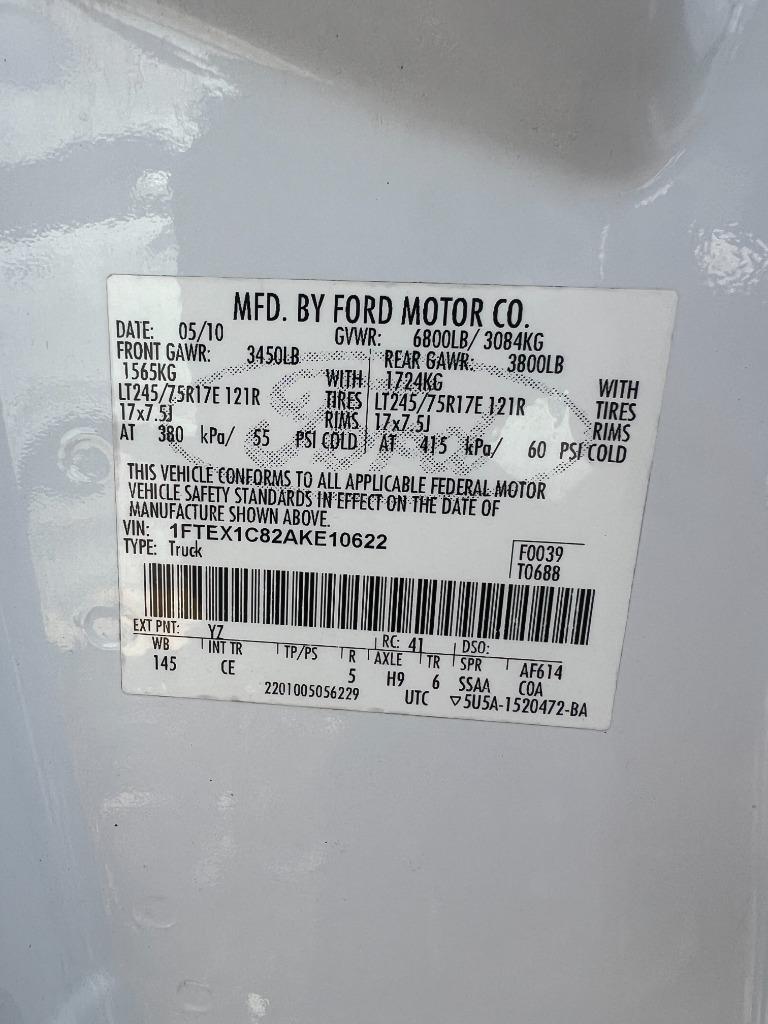 MFD. BY FORD MOTOR CO.
DATE: 05/10 GVWR: 6800LB/ 3084KG
FRONT GAWR: 3450LB REAR GAWR: 3800LB
1565KG WITH 1724KG WITH
LT245/75R17E 121R TIRES LT245/75R17E 121R TIRES
17x7.5J RIMS 17x7.5J RIMS
AT 380 kPa/ 55 PSI COLD AT 415 kPa/ 60 PSI COLD
THIS VEHICLE CONFORMS TO ALL APPLICABLE FEDERAL MOTOR
VEHICLE SAFETY STANDARDS IN EFFECT ON THE DATE OF
MANUFACTURE SHOWN ABOVE.
VIN: 1FTEX1C82AKE10622
TYPE: Truck
F0039
T0688
EXT PNT: YZ RC: 41 DSO:
WB INT TR TP/PS R AXLE TR SPR AF614
145 CE 5 H9 6 SSAA COA
2201005056229 UTC ▽5U5A-1520472-BA